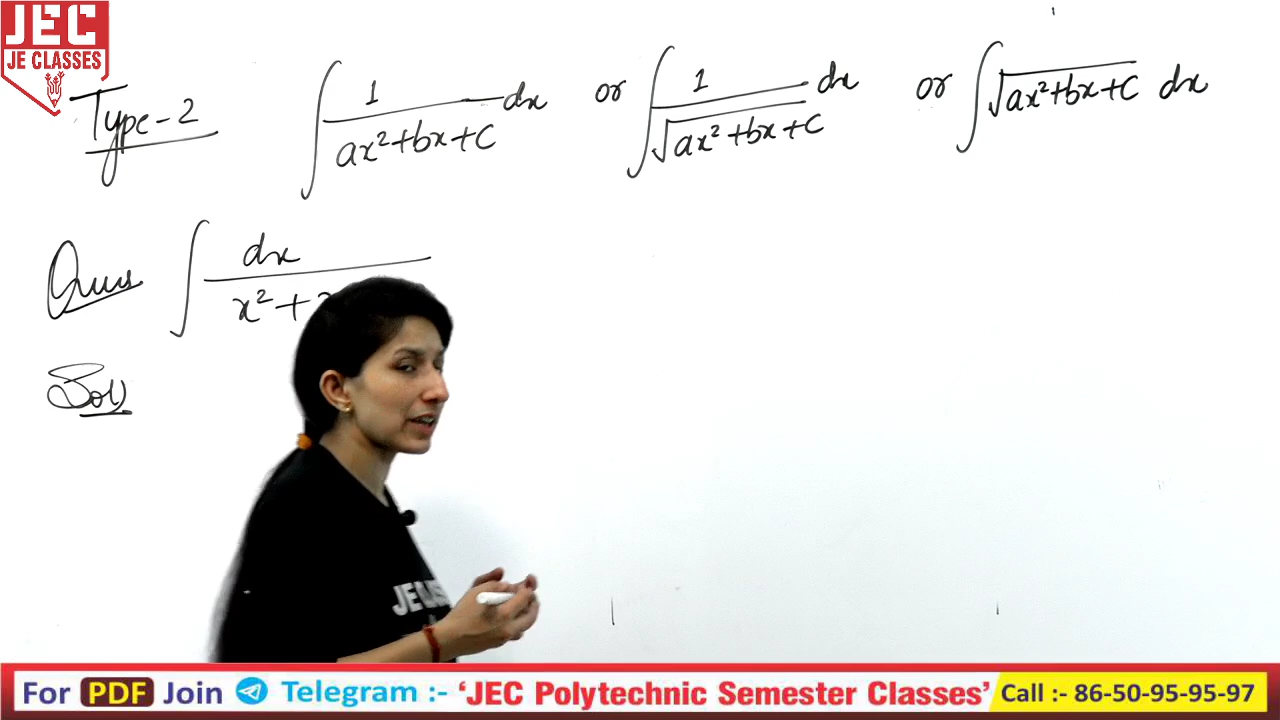 JEC
JE CLASSES
Type-2 ∫ 1/(ax²+bx+c) dx or ∫ 1/√(ax²+bx+c) dx or ∫ √(ax²+bx+c) dx
Ques ∫ dx/(x²+
Sol
JEC
For PDF Join Telegram :- 'JEC Polytechnic Semester Classes' Call :- 86-50-95-95-97